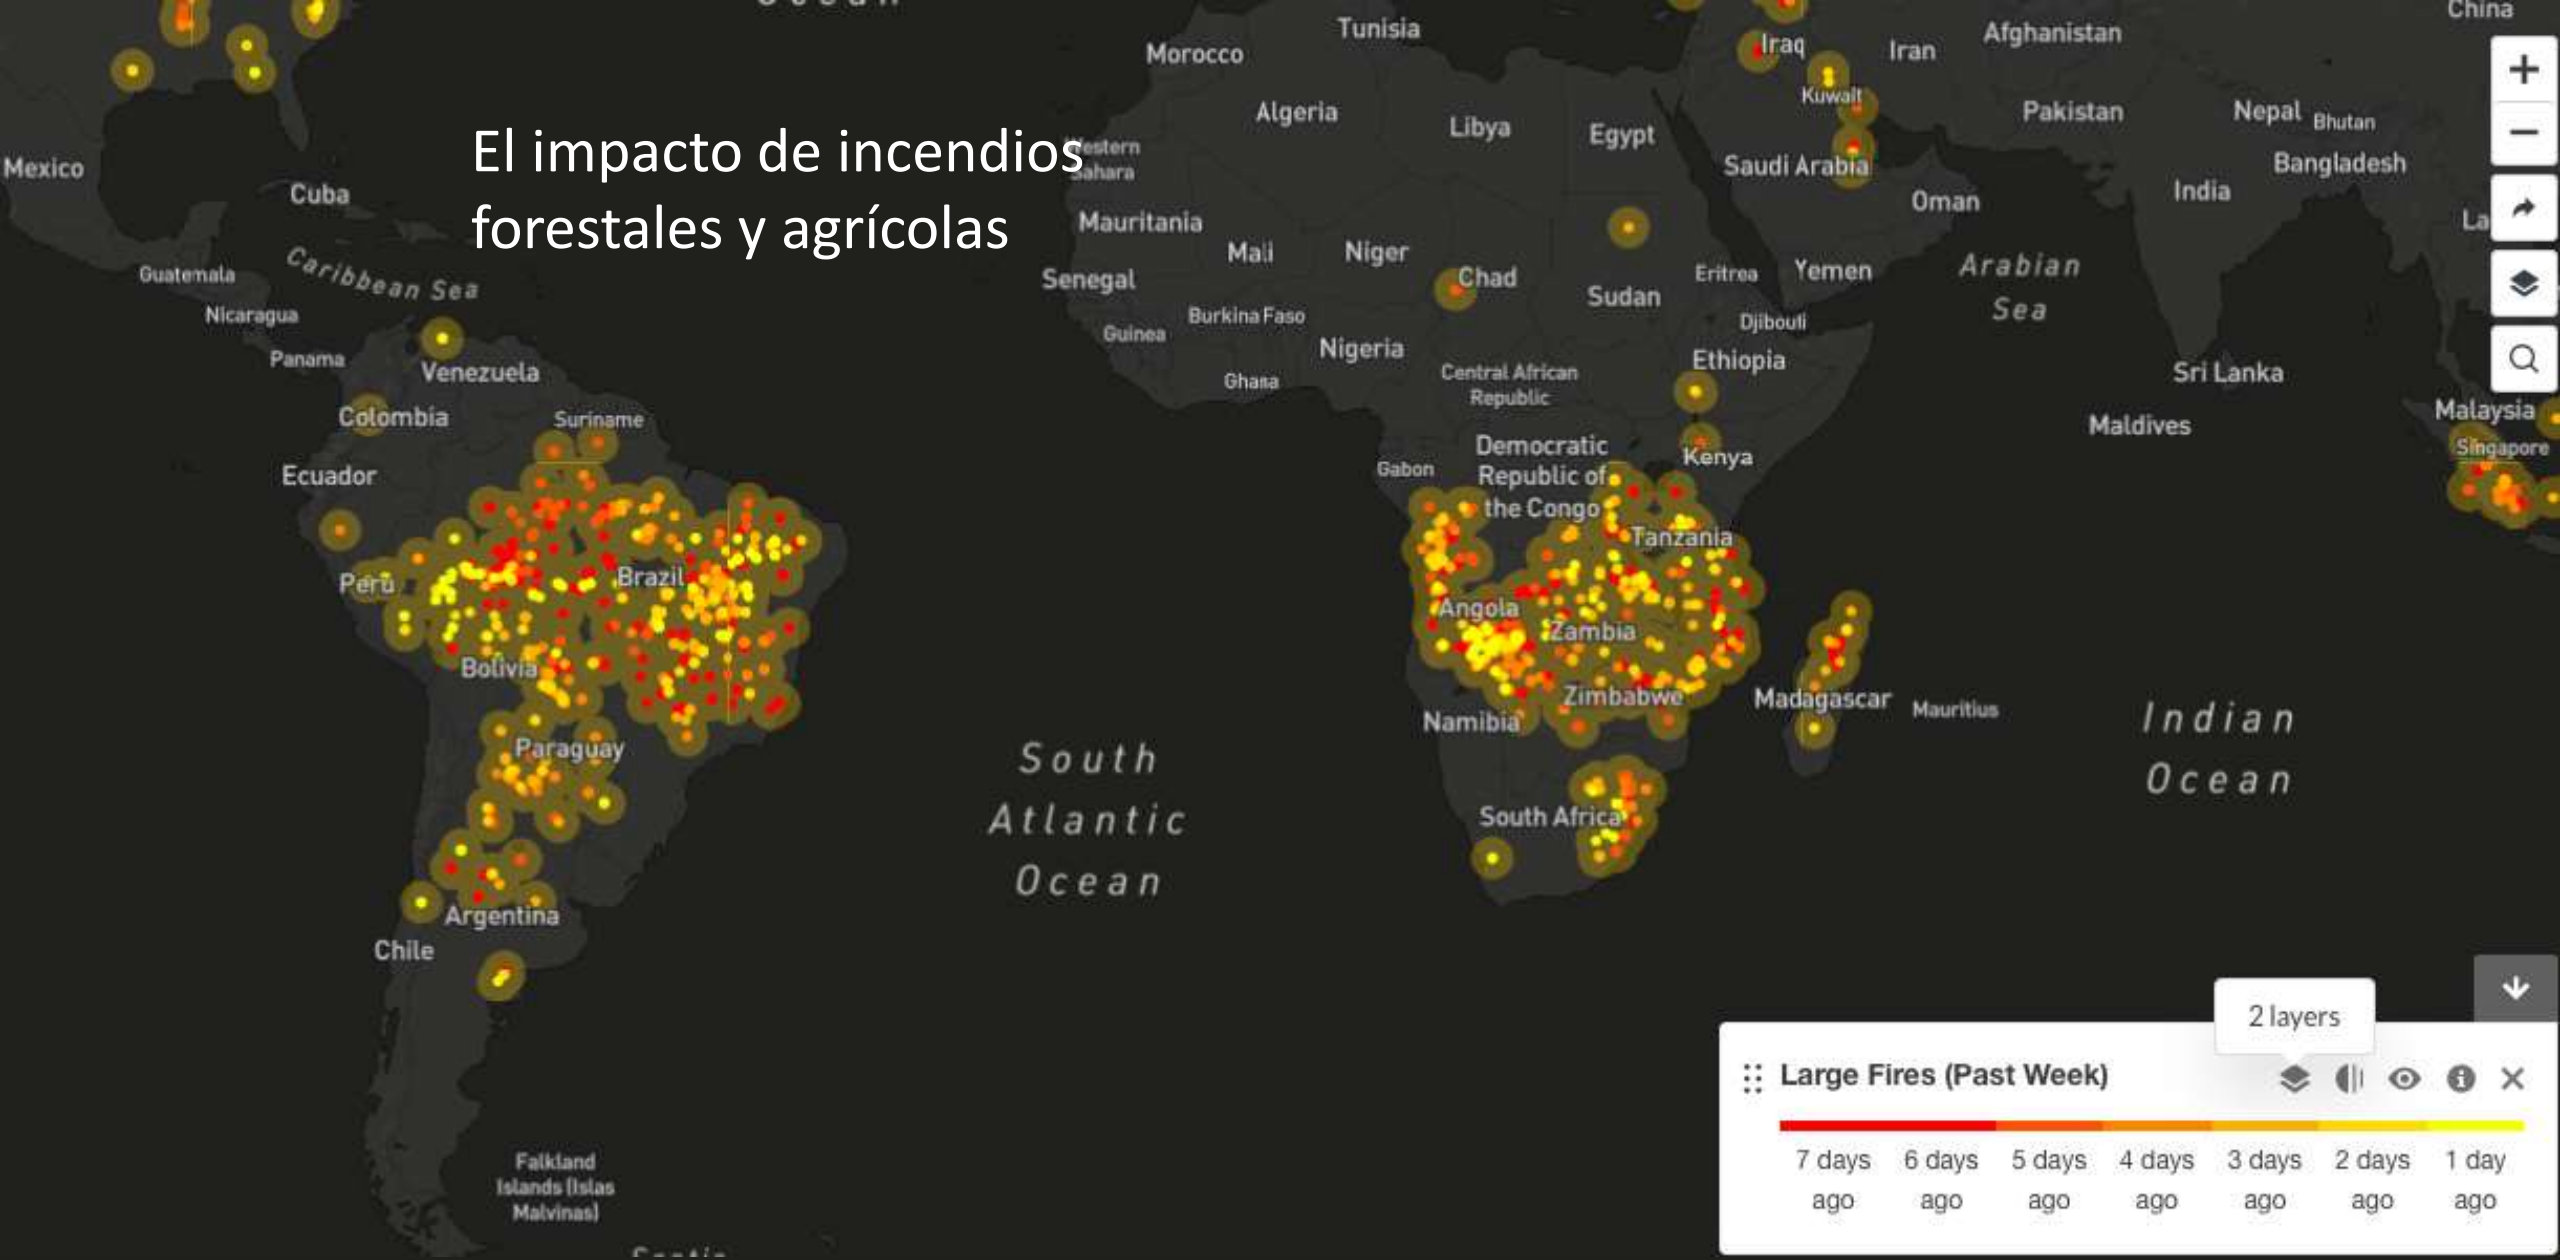 Ocean
China
Tunisia
Afghanistan
Iraq
Iran
Morocco
Kuwait
Algeria
Pakistan
Nepal
Bhutan
Libya
Egypt
El impacto de incendios
forestales y agrícolas
Western
Sahara
Mexico
Saudi Arabia
Bangladesh
Cuba
India
Oman
La
Mauritania
Mali
Niger
Caribbean Sea
Guatemala
Senegal
Chad
Sudan
Eritrea
Yemen
Arabian
Sea
Nicaragua
Burkina Faso
Guinea
Djibouti
Panama
Nigeria
Ethiopia
Venezuela
Central African
Republic
Ghana
Sri Lanka
Colombia
Suriname
Malaysia
Maldives
Singapore
Ecuador
Gabon
Democratic
Republic of
the Congo
Kenya
Tanzania
Peru
Brazil
Angola
Zambia
Bolivia
Zimbabwe
Madagascar
Mauritius
Namibia
Indian
Ocean
Paraguay
South
Atlantic
Ocean
South Africa
Argentina
Chile
2 layers
Large Fires (Past Week)
7 days ago
6 days ago
5 days ago
4 days ago
3 days ago
2 days ago
1 day ago
Falkland
Islands (Islas
Malvinas)